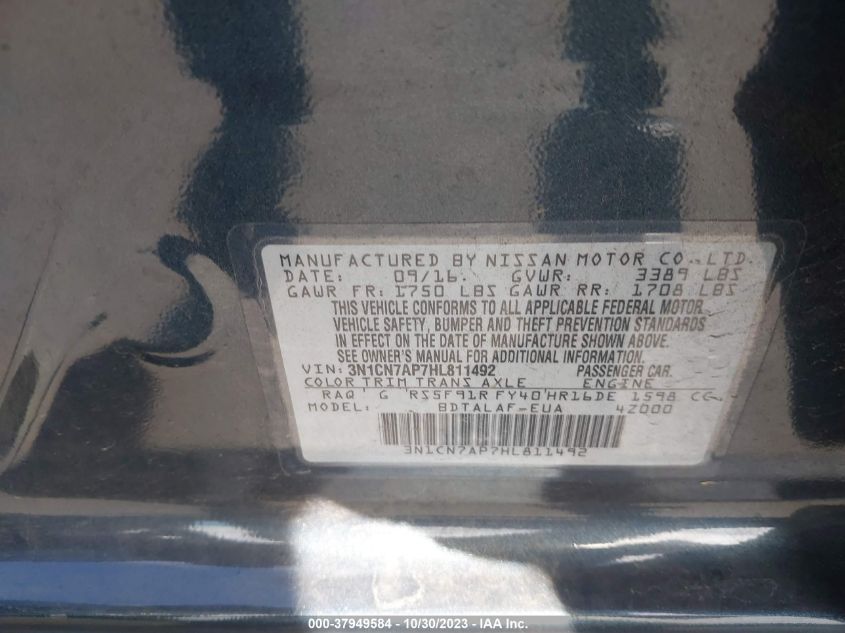 MANUFACTURED BY NISSAN MOTOR CO., LTD.
DATE: 09/16. GVWR: 3389 LBS
GAWR FR: 1750 LBS GAWR RR: 1708 LBS
THIS VEHICLE CONFORMS TO ALL APPLICABLE FEDERAL MOTOR
VEHICLE SAFETY, BUMPER AND THEFT PREVENTION STANDARDS
IN EFFECT ON THE DATE OF MANUFACTURE SHOWN ABOVE.
SEE OWNER'S MANUAL FOR ADDITIONAL INFORMATION.
VIN: 3N1CN7AP7HL811492 PASSENGER CAR.
COLOR TRIM TRANS AXLE ENGINE
RAQ G RS5F91R FY40 HR16DE 1598 CC
MODEL: BDTALAF-EUA 4Z000
3N1CN7AP7HL811492
000-37949584 - 10/30/2023 - IAA Inc.